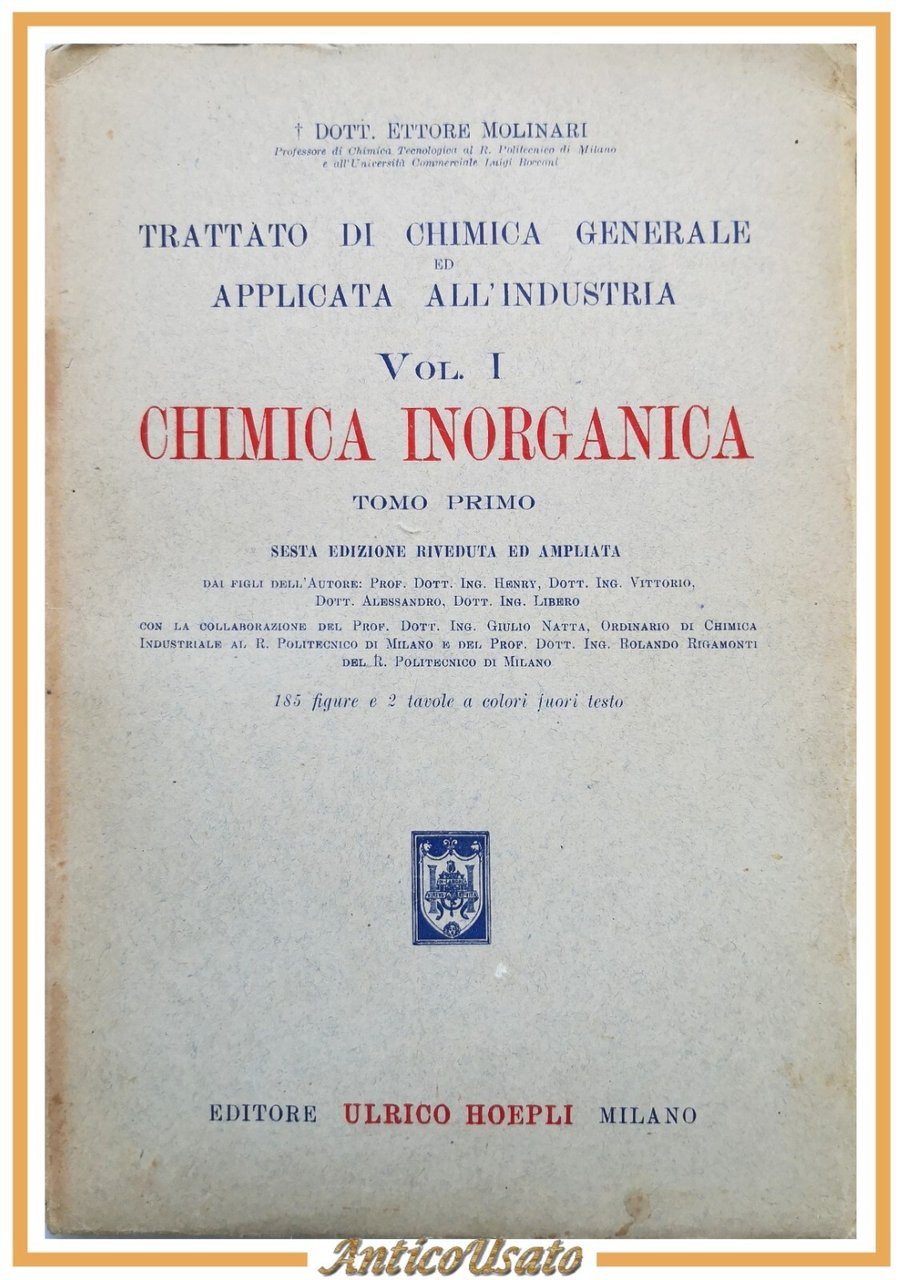 † DOTT. ETTORE MOLINARI
Professore di Chimica Tecnologica al R. Politecnico di Milano
e all'Università Commerciale Luigi Bocconi
TRATTATO DI CHIMICA GENERALE
ED
APPLICATA ALL'INDUSTRIA
VOL. I
CHIMICA INORGANICA
TOMO PRIMO
SESTA EDIZIONE RIVEDUTA ED AMPLIATA
DAI FIGLI DELL'AUTORE: PROF. DOTT. ING. HENRY, DOTT. ING. VITTORIO,
DOTT. ALESSANDRO, DOTT. ING. LIBERO
CON LA COLLABORAZIONE DEL PROF. DOTT. ING. GIULIO NATTA, ORDINARIO DI CHIMICA
INDUSTRIALE AL R. POLITECNICO DI MILANO E DEL PROF. DOTT. ING. ROLANDO RIGAMONTI
DEL R. POLITECNICO DI MILANO
185 figure e 2 tavole a colori fuori testo
EDITORE ULRICO HOEPLI MILANO
AnticoUsato